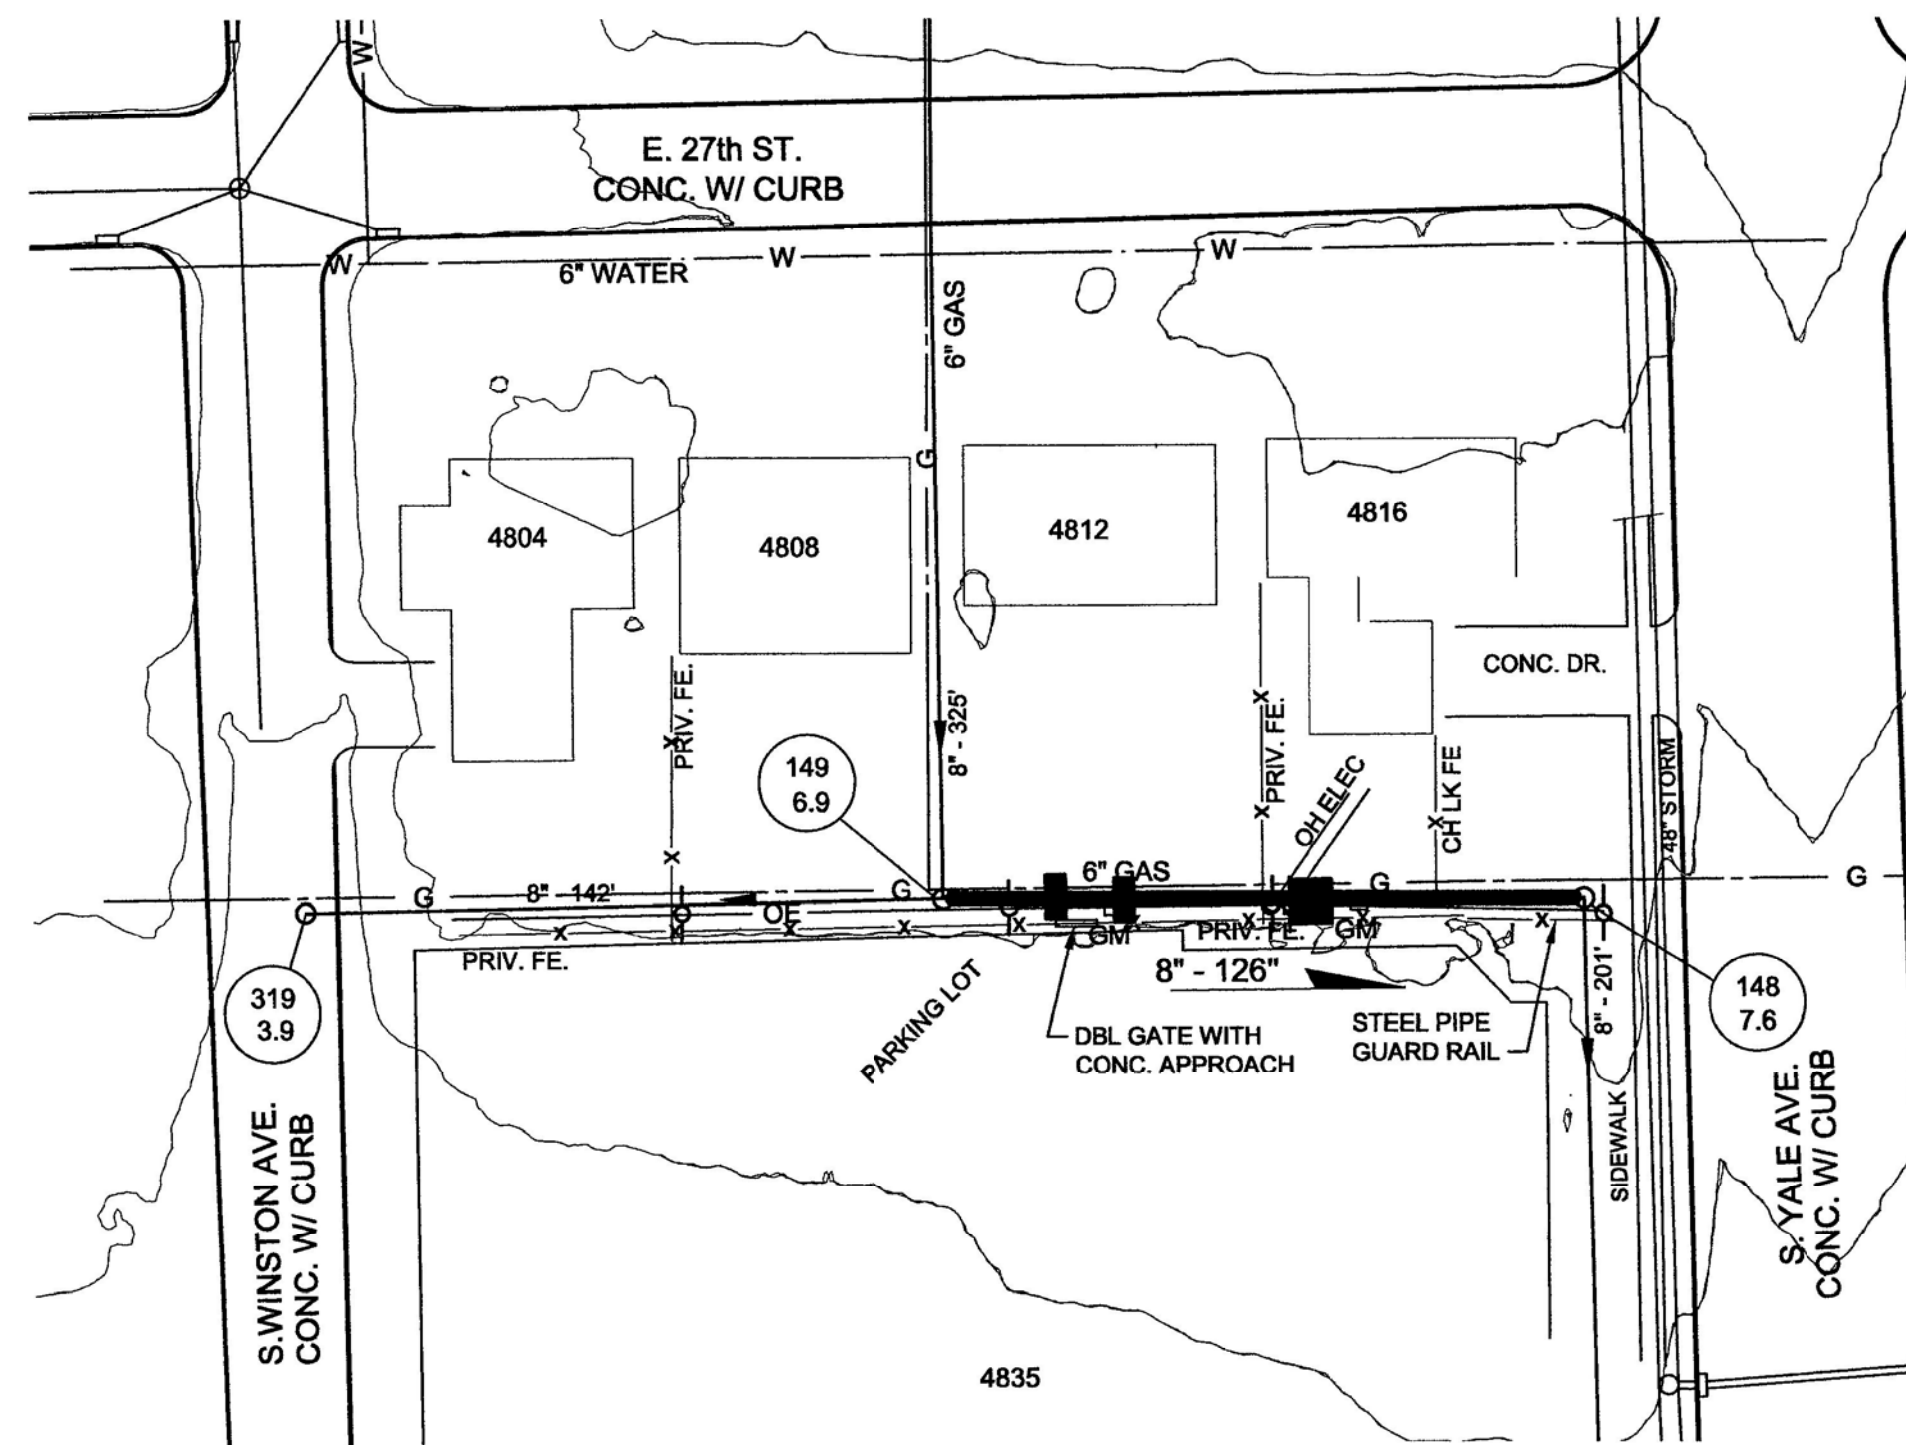 W
E. 27th ST.
CONC. W/ CURB
W
6" WATER
W
W
6" GAS
G
4804
4808
4812
4816
CONC. DR.
PRIV. FE.
X
X
8" - 325'
149
6.9
X
X
PRIV. FE.
OH ELEC
CH LK FE
X
48" STORM
6" GAS
G
8" - 142'
G
G
G
OE
X
X
X
X
X
X
X
X
X
GM
PRIV. FE.
GM
PRIV. FE.
8" - 126"
8" - 201'
319
3.9
148
7.6
PARKING LOT
DBL GATE WITH
CONC. APPROACH
STEEL PIPE
GUARD RAIL
SIDEWALK
S.WINSTON AVE.
CONC. W/ CURB
S. YALE AVE.
CONC. W/ CURB
4835